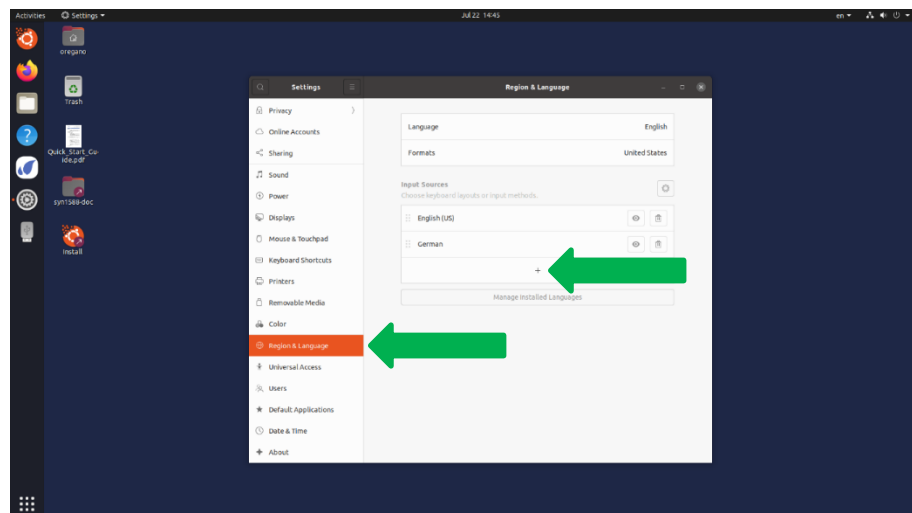 Activities Settings Jul 22 14:45 en
oregano
Trash
Quick_Start_Gu-
ide.pdf
syn1588-doc
Install
Settings
Region & Language
Privacy
Online Accounts
Sharing
Sound
Power
Displays
Mouse & Touchpad
Keyboard Shortcuts
Printers
Removable Media
Color
Region & Language
Universal Access
Users
Default Applications
Date & Time
About
Language English
Formats United States
Input Sources
Choose keyboard layouts or input methods.
English (US)
German
+
Manage Installed Languages